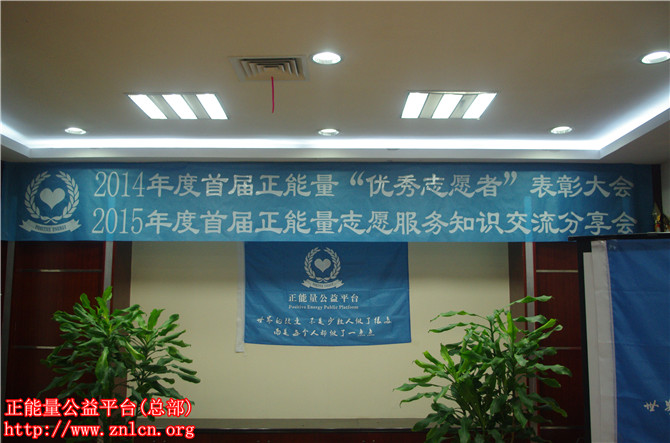 2014年度首届正能量“优秀志愿者”表彰大会
2015年度首届正能量志愿服务知识交流分享会
正能量公益平台
Positive Energy Public Platform
世界的改变 不是少数人做了很多
而是每个人都做了一点点
世
正能量公益平台(总部)
http://www.znlcn.org